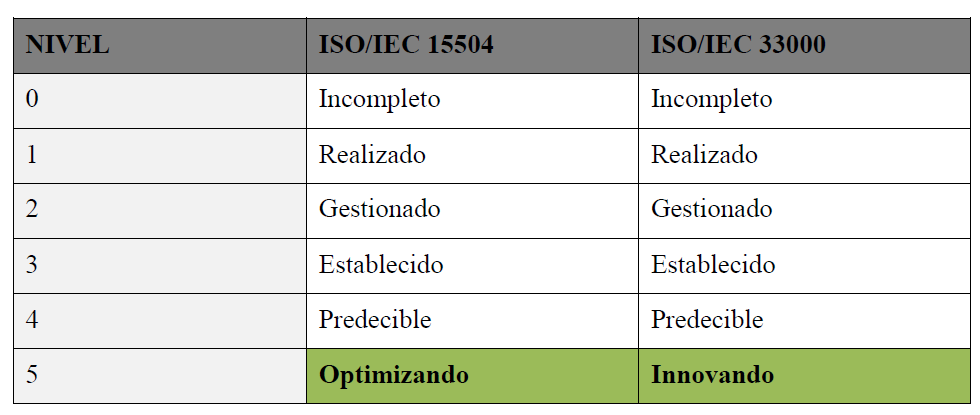 NIVEL ISO/IEC 15504 ISO/IEC 33000
0 Incompleto Incompleto
1 Realizado Realizado
2 Gestionado Gestionado
3 Establecido Establecido
4 Predecible Predecible
5 Optimizando Innovando